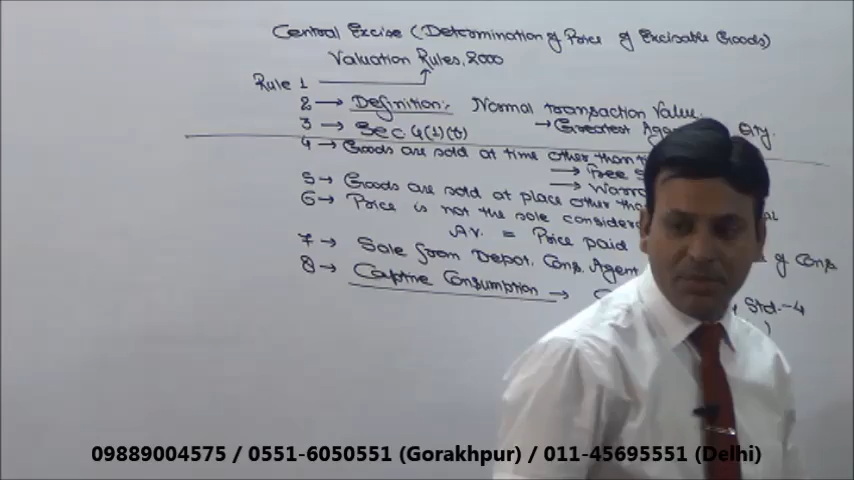 Central Excise (Determination of Price of Excisable Goods)
Valuation Rules, 2000
Rule 1
2 → Definition:- Normal transaction Value.
→ Greatest Qty.
3 → Sec 4(1)(b)
4 → Goods are sold at time other than
→ Free
→
5 → Goods are sold at place other
6 → Price is not the sole
= Price paid of Cons
7 → Sale from Depot, Cons. Agent
8 → Captive Consumption → Std.-4
09889004575 / 0551-6050551 (Gorakhpur) / 011-45695551 (Delhi)